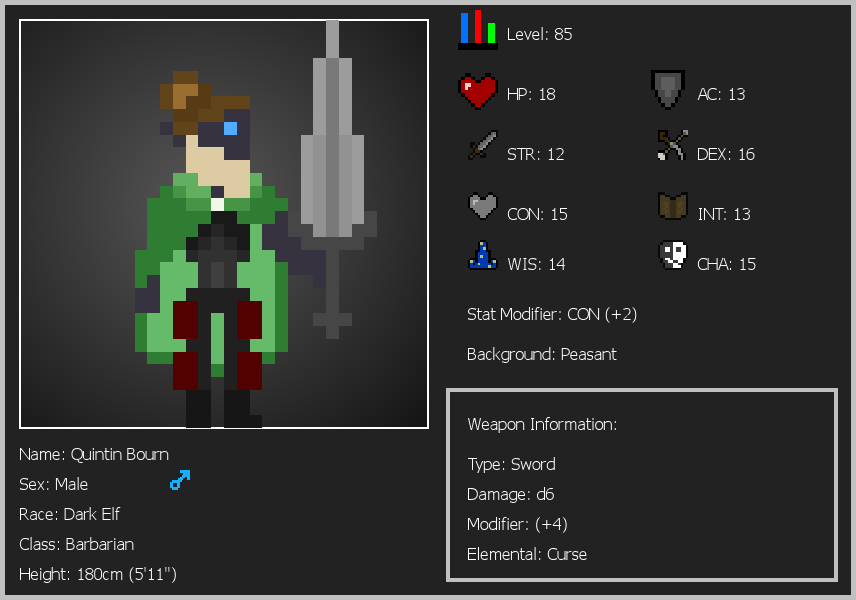 Level: 85
HP: 18
AC: 13
STR: 12
DEX: 16
CON: 15
INT: 13
WIS: 14
CHA: 15
Stat Modifier: CON (+2)
Background: Peasant
Name: Quintin Bourn
Sex: Male
Race: Dark Elf
Class: Barbarian
Height: 180cm (5'11")
Weapon Information:
Type: Sword
Damage: d6
Modifier: (+4)
Elemental: Curse